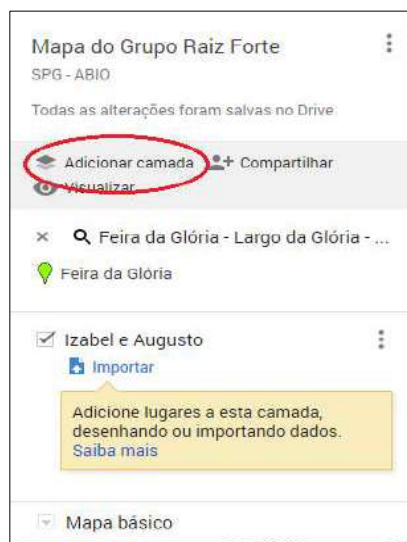 Mapa do Grupo Raiz Forte
SPG - ABIO
Todas as alterações foram salvas no Drive
Adicionar camada Compartilhar
Visualizar
Feira da Glória - Largo da Glória - ...
Feira da Glória
Izabel e Augusto
Importar
Adicione lugares a esta camada,
desenhando ou importando dados.
Saiba mais
Mapa básico